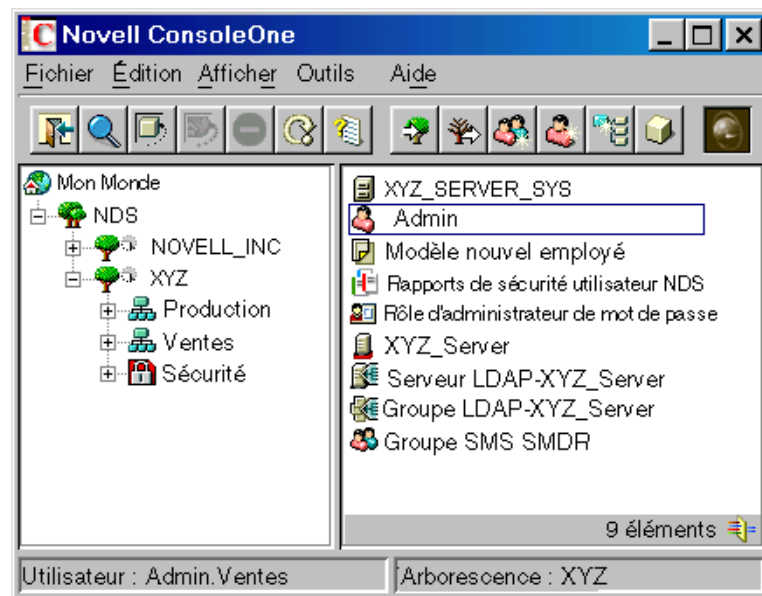 Novell ConsoleOne
Fichier Édition Afficher Outils Aide
Mon Monde
NDS
NOVELL_INC
XYZ
Production
Ventes
Sécurité
XYZ_SERVER_SYS
Admin
Modèle nouvel employé
Rapports de sécurité utilisateur NDS
Rôle d'administrateur de mot de passe
XYZ_Server
Serveur LDAP-XYZ_Server
Groupe LDAP-XYZ_Server
Groupe SMS SMDR
9 éléments
Utilisateur : Admin.Ventes
Arborescence : XYZ